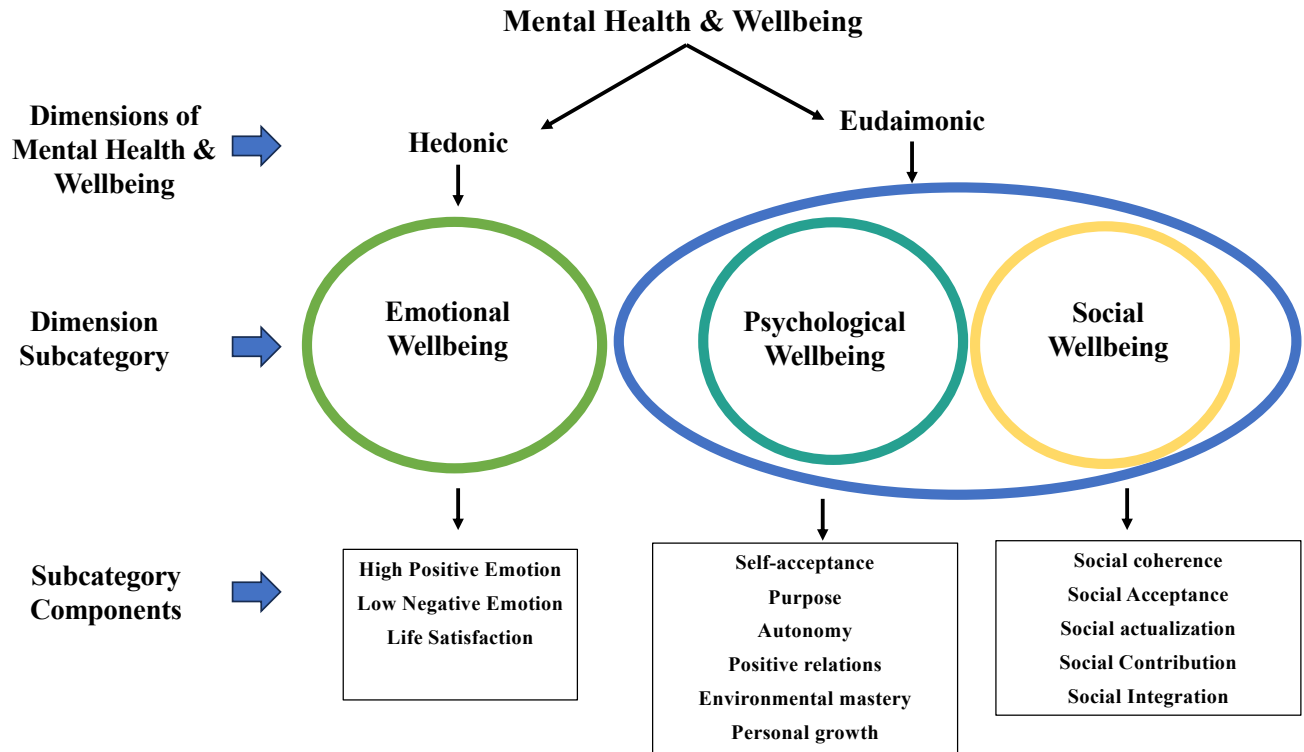 Mental Health & Wellbeing
Dimensions of
Mental Health &
Wellbeing
Hedonic
Eudaimonic
Dimension
Subcategory
Emotional
Wellbeing
Psychological
Wellbeing
Social
Wellbeing
Subcategory
Components
High Positive Emotion
Low Negative Emotion
Life Satisfaction
Self-acceptance
Purpose
Autonomy
Positive relations
Environmental mastery
Personal growth
Social coherence
Social Acceptance
Social actualization
Social Contribution
Social Integration